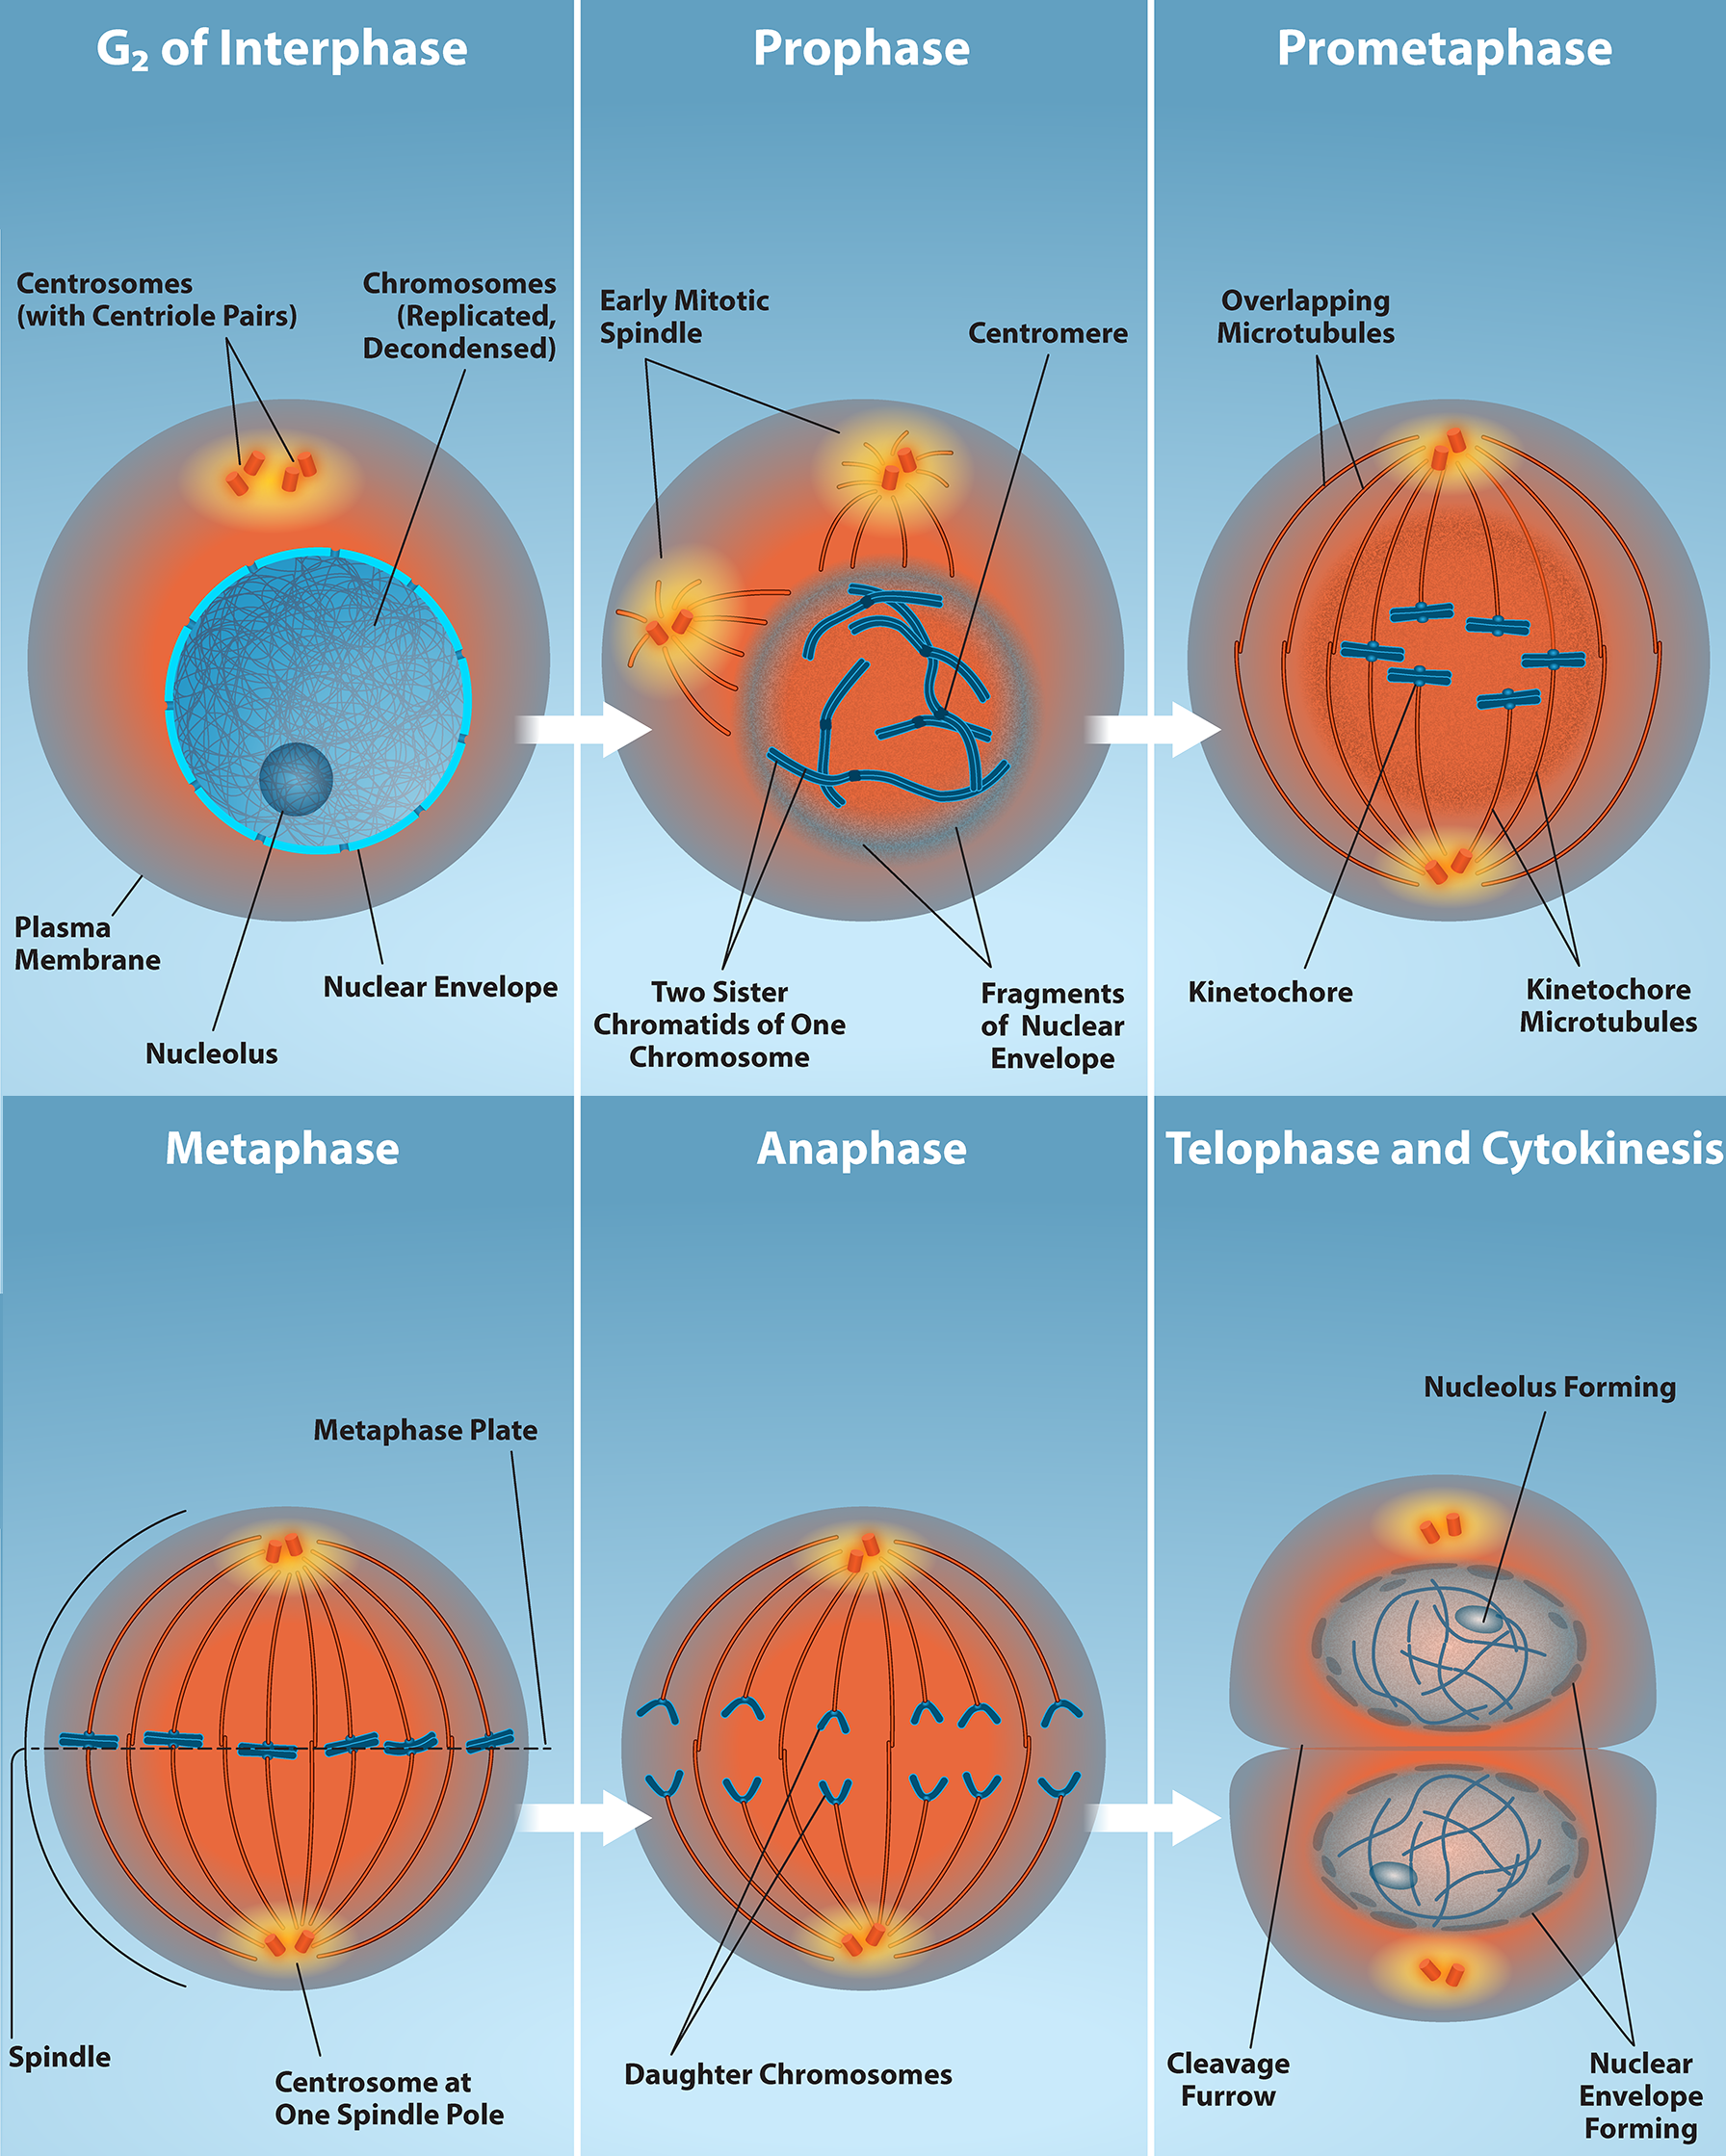 G₂ of Interphase
Prophase
Prometaphase
Centrosomes
(with Centriole Pairs)
Chromosomes
(Replicated,
Decondensed)
Plasma
Membrane
Nucleolus
Nuclear Envelope
Early Mitotic
Spindle
Centromere
Two Sister
Chromatids of One
Chromosome
Fragments
of Nuclear
Envelope
Overlapping
Microtubules
Kinetochore
Kinetochore
Microtubules
Metaphase
Anaphase
Telophase and Cytokinesis
Metaphase Plate
Spindle
Centrosome at
One Spindle Pole
Daughter Chromosomes
Nucleolus Forming
Cleavage
Furrow
Nuclear
Envelope
Forming